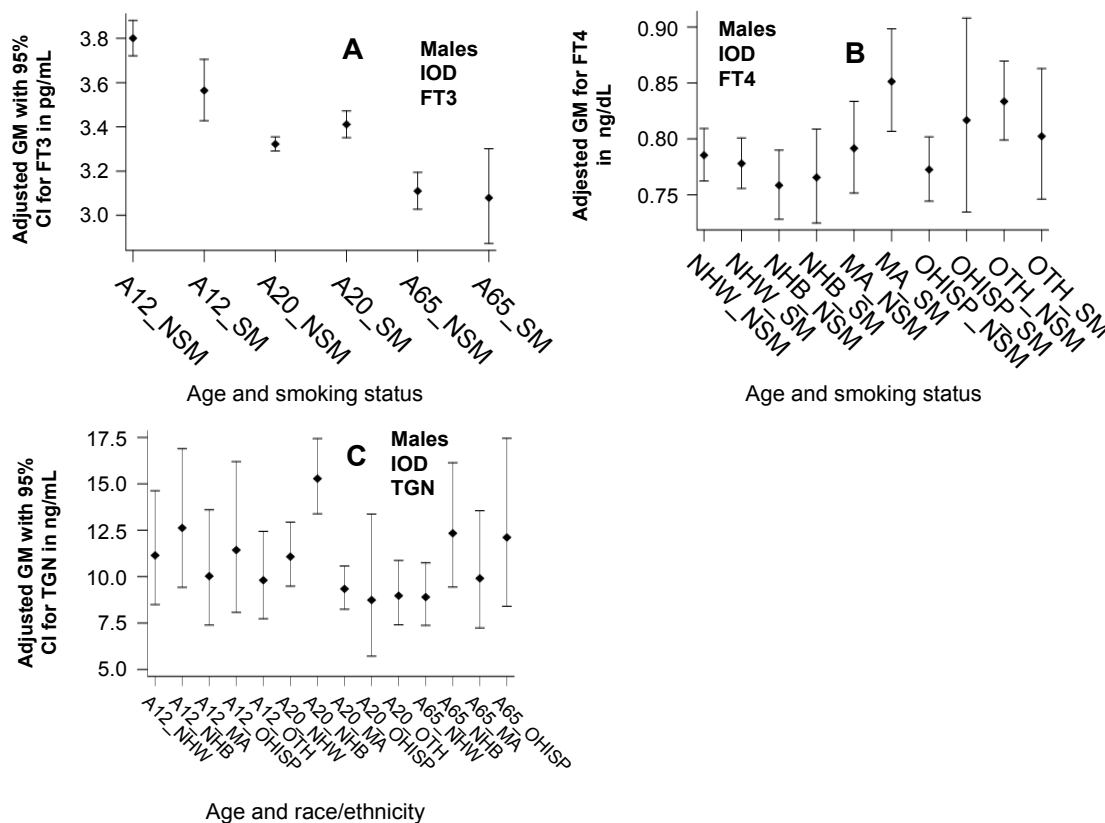 Adjusted GM with 95%
CI for FT3 in pg/mL
3.8
3.6
3.4
3.2
3.0
A
Males
IOD
FT3
A12_NSM
A12_SM
A20_NSM
A20_SM
A65_NSM
A65_SM
Age and smoking status
Adjested GM for FT4
in ng/dL
0.90
0.85
0.80
0.75
Males
IOD
FT4
B
NHW_NSM
NHW_SM
NHB_NSM
NHB_SM
MA_NSM
MA_SM
OHISP_NSM
OHISP_SM
OTH_NSM
OTH_SM
Age and smoking status
Adjusted GM with 95%
CI for TGN in ng/mL
17.5
15.0
12.5
10.0
7.5
5.0
C
Males
IOD
TGN
A12_NHW
A12_NHB
A12_MA
A12_OHISP
A12_OTH
A20_NHW
A20_NHB
A20_MA
A20_OHISP
A20_OTH
A65_NHW
A65_NHB
A65_MA
A65_OHISP
Age and race/ethnicity